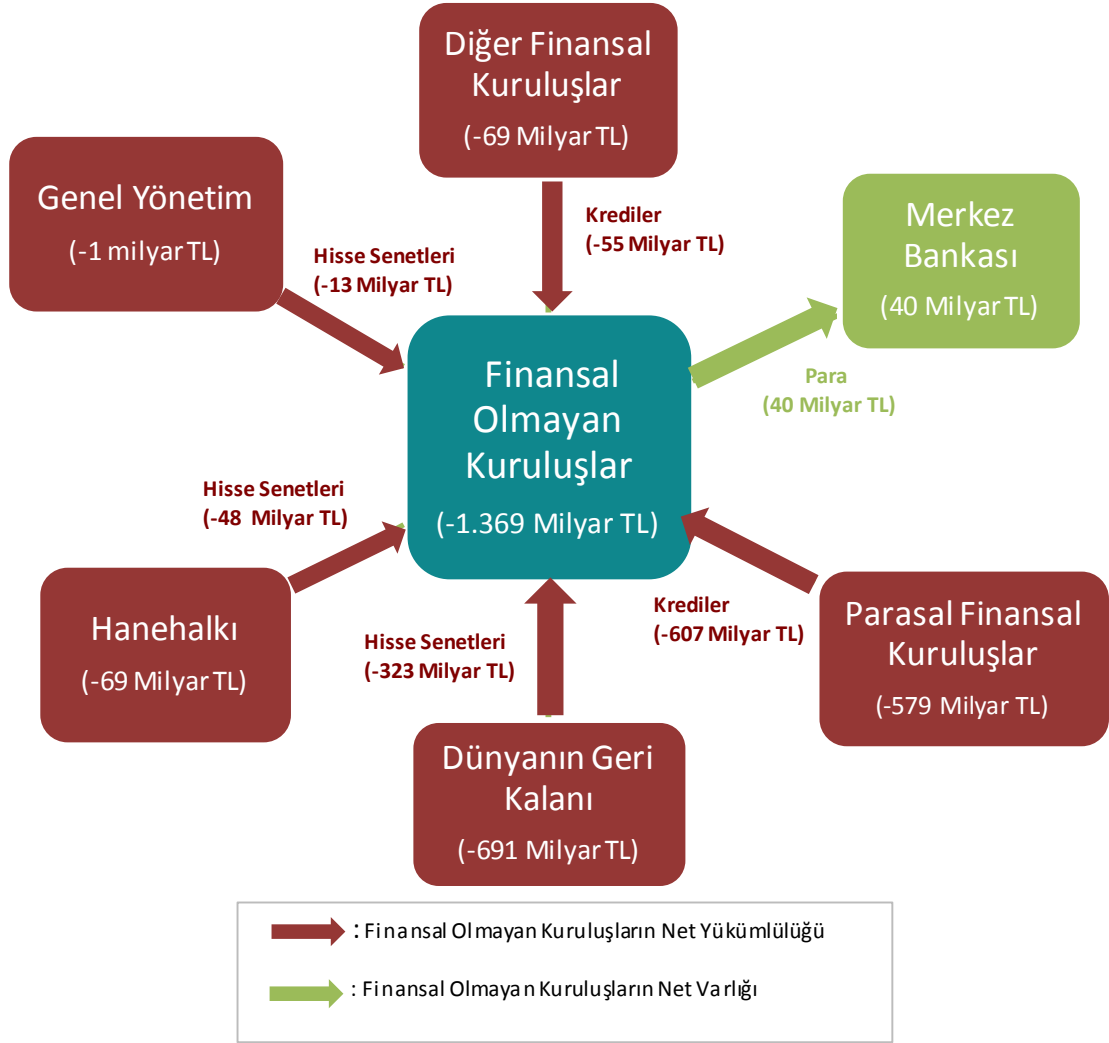 Diğer Finansal
Kuruluşlar
(-69 Milyar TL)
Genel Yönetim
(-1 milyar TL)
Krediler
(-55 Milyar TL)
Merkez
Bankası
(40 Milyar TL)
Hisse Senetleri
(-13 Milyar TL)
Finansal
Olmayan
Kuruluşlar
(-1.369 Milyar TL)
Para
(40 Milyar TL)
Hisse Senetleri
(-48 Milyar TL)
Hanehalkı
(-69 Milyar TL)
Hisse Senetleri
(-323 Milyar TL)
Krediler
(-607 Milyar TL)
Parasal Finansal
Kuruluşlar
(-579 Milyar TL)
Dünyanın Geri
Kalanı
(-691 Milyar TL)
: Finansal Olmayan Kuruluşların Net Yükümlülüğü
: Finansal Olmayan Kuruluşların Net Varlığı